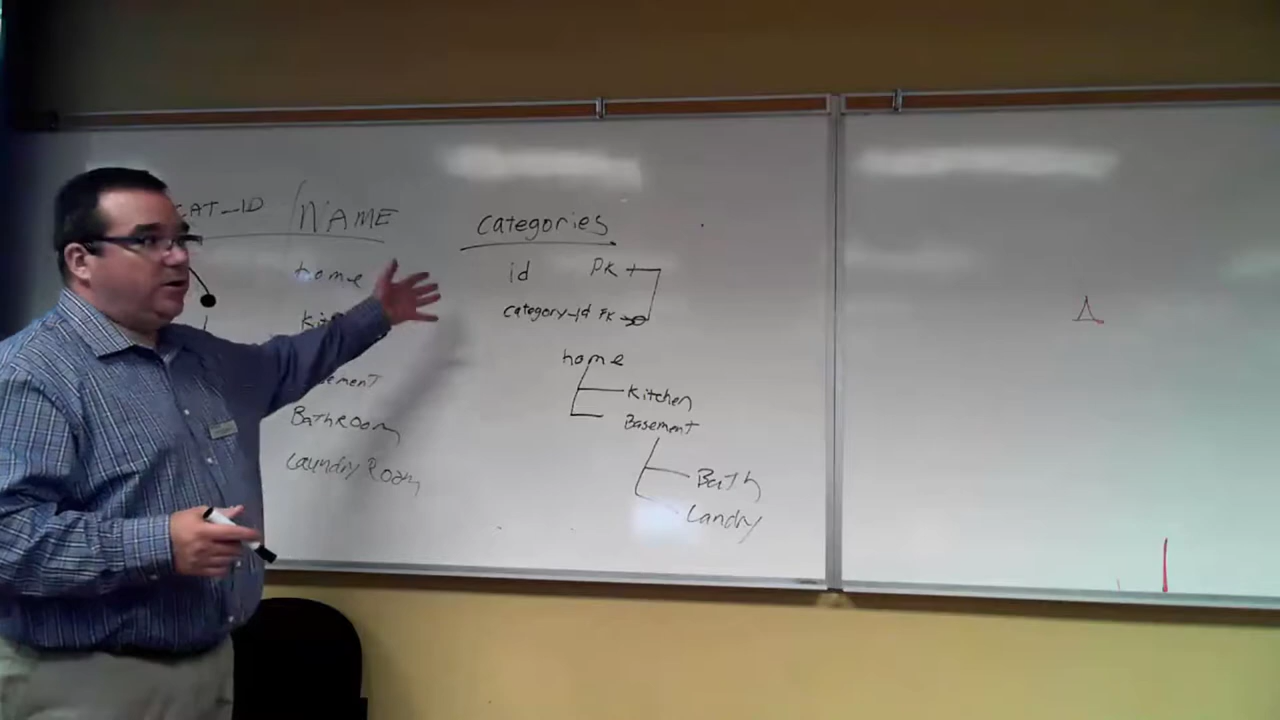 CAT_ID NAME
home
BaThRoom
Laundry Room
categories
id PK
category_id FK
home
Kitchen
Basement
Bath
Landry